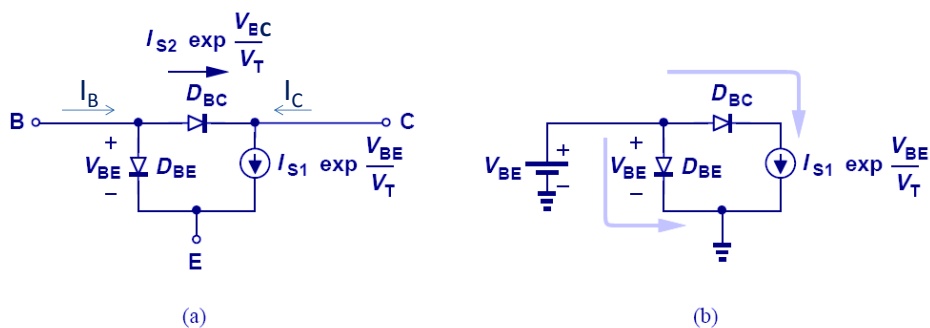 I_S2 exp V_BC / V_T
I_B
D_BC
I_C
B
C
+
V_BE
−
D_BE
I_S1 exp V_BE / V_T
E
(a)
D_BC
V_BE
+
−
+
V_BE
−
D_BE
I_S1 exp V_BE / V_T
(b)